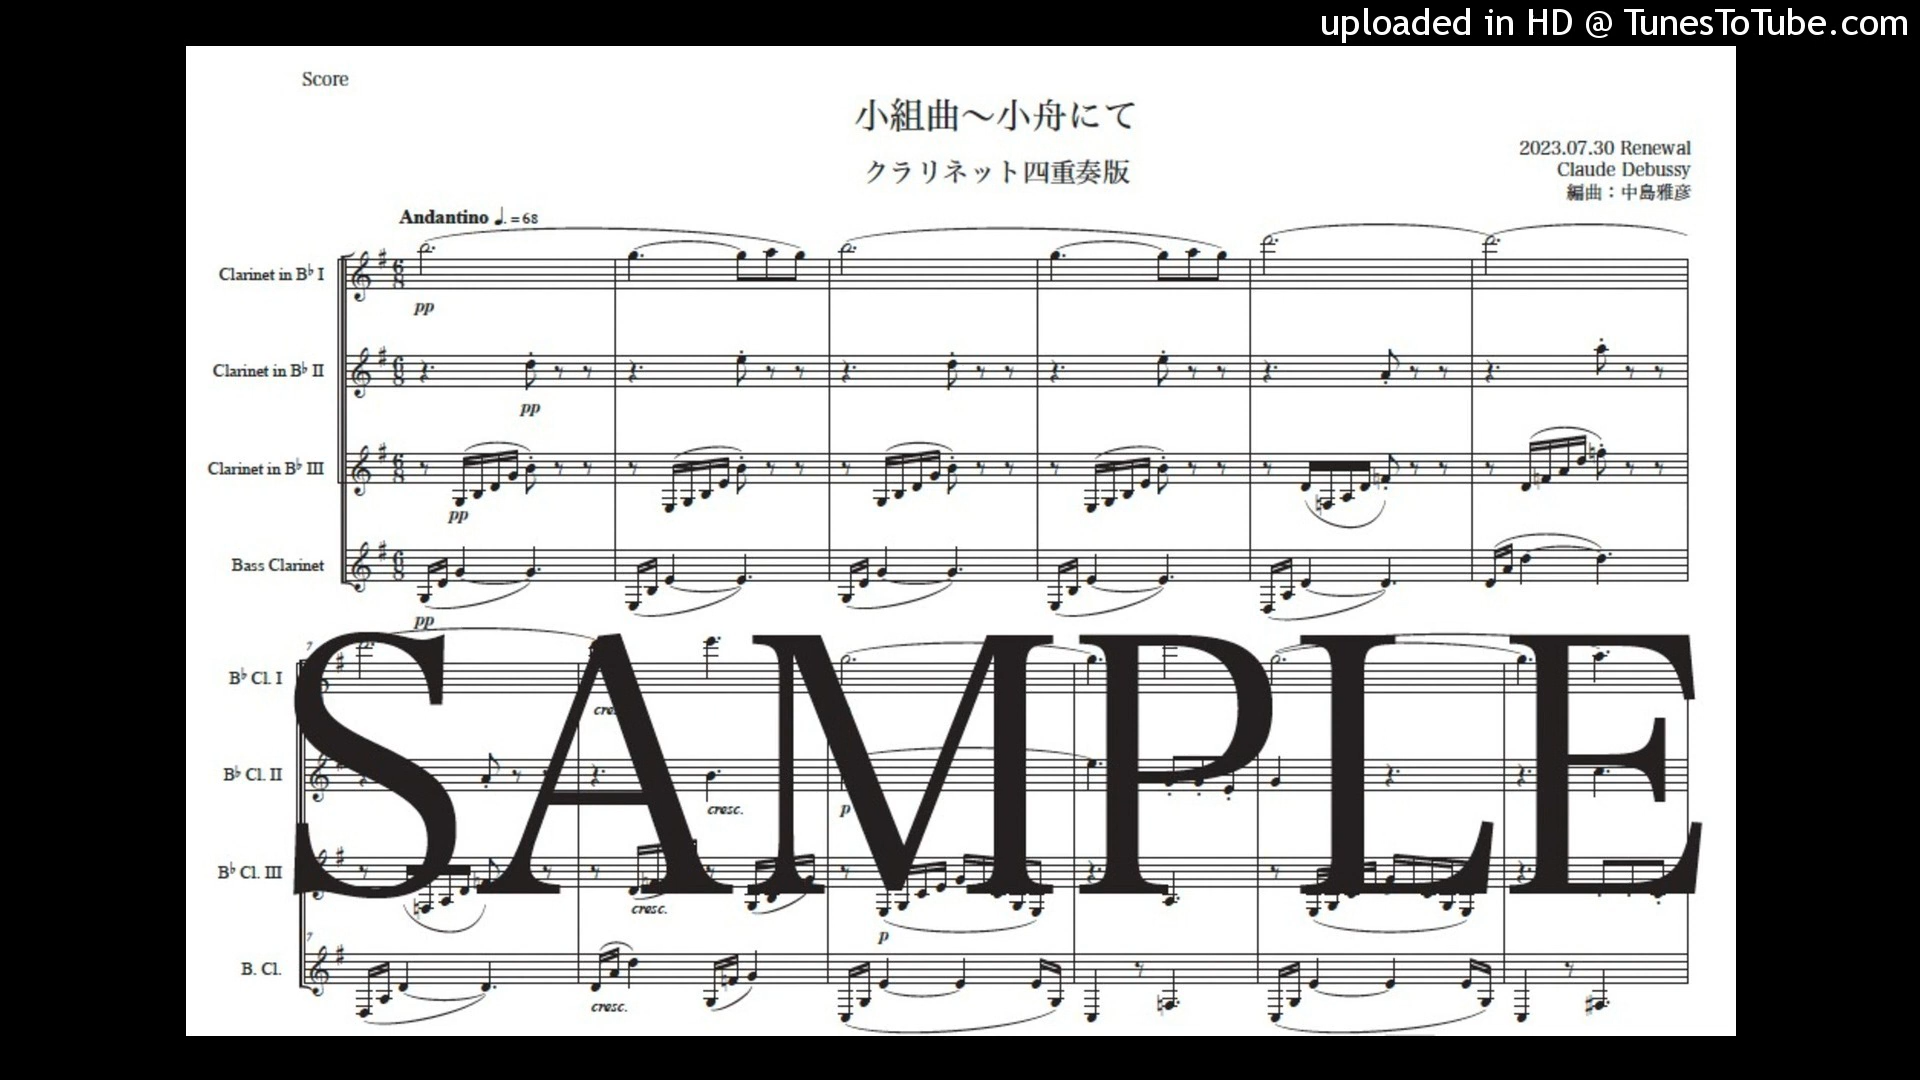 uploaded in HD @ TunesToTube.com
Score
小組曲～小舟にて
クラリネット四重奏版
2023.07.30 Renewal
Claude Debussy
編曲：中島雅彦
Andantino ♩. = 68
Clarinet in B♭ I
pp
Clarinet in B♭ II
pp
Clarinet in B♭ III
pp
Bass Clarinet
pp
SAMPLE
7
B♭ Cl. I
B♭ Cl. II
cresc.
p
B♭ Cl. III
cresc.
p
7
B. Cl.
cresc.